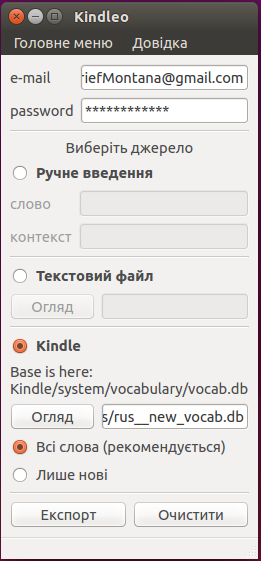 Kindleo
Головне меню Довідка
e-mail riefMontana@gmail.com
password ************
Виберіть джерело
Ручне введення
слово
контекст
Текстовий файл
Огляд
Kindle
Base is here:
Kindle/system/vocabulary/vocab.db
Огляд s/rus__new_vocab.db
Всі слова (рекомендується)
Лише нові
Експорт Очистити